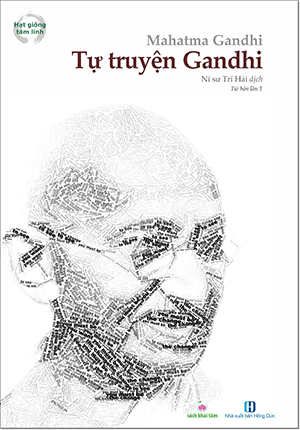 Hạt giống
tâm linh
Mahatma Gandhi
Tự truyện Gandhi
Ni sư Trí Hải dịch
Tái bản lần 1
sách khai tâm
Nhà xuất bản Hồng Đức